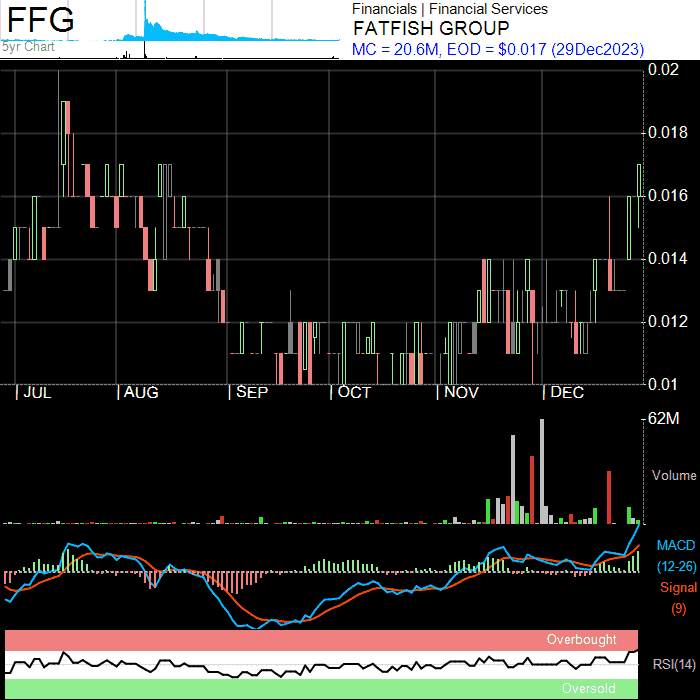 FFG
5yr Chart
Financials | Financial Services
FATFISH GROUP
MC = 20.6M, EOD = $0.017 (29Dec2023)
0.02
0.018
0.016
0.014
0.012
0.01
JUL AUG SEP OCT NOV DEC
62M
Volume
MACD
(12-26)
Signal
(9)
Overbought
RSI(14)
Oversold